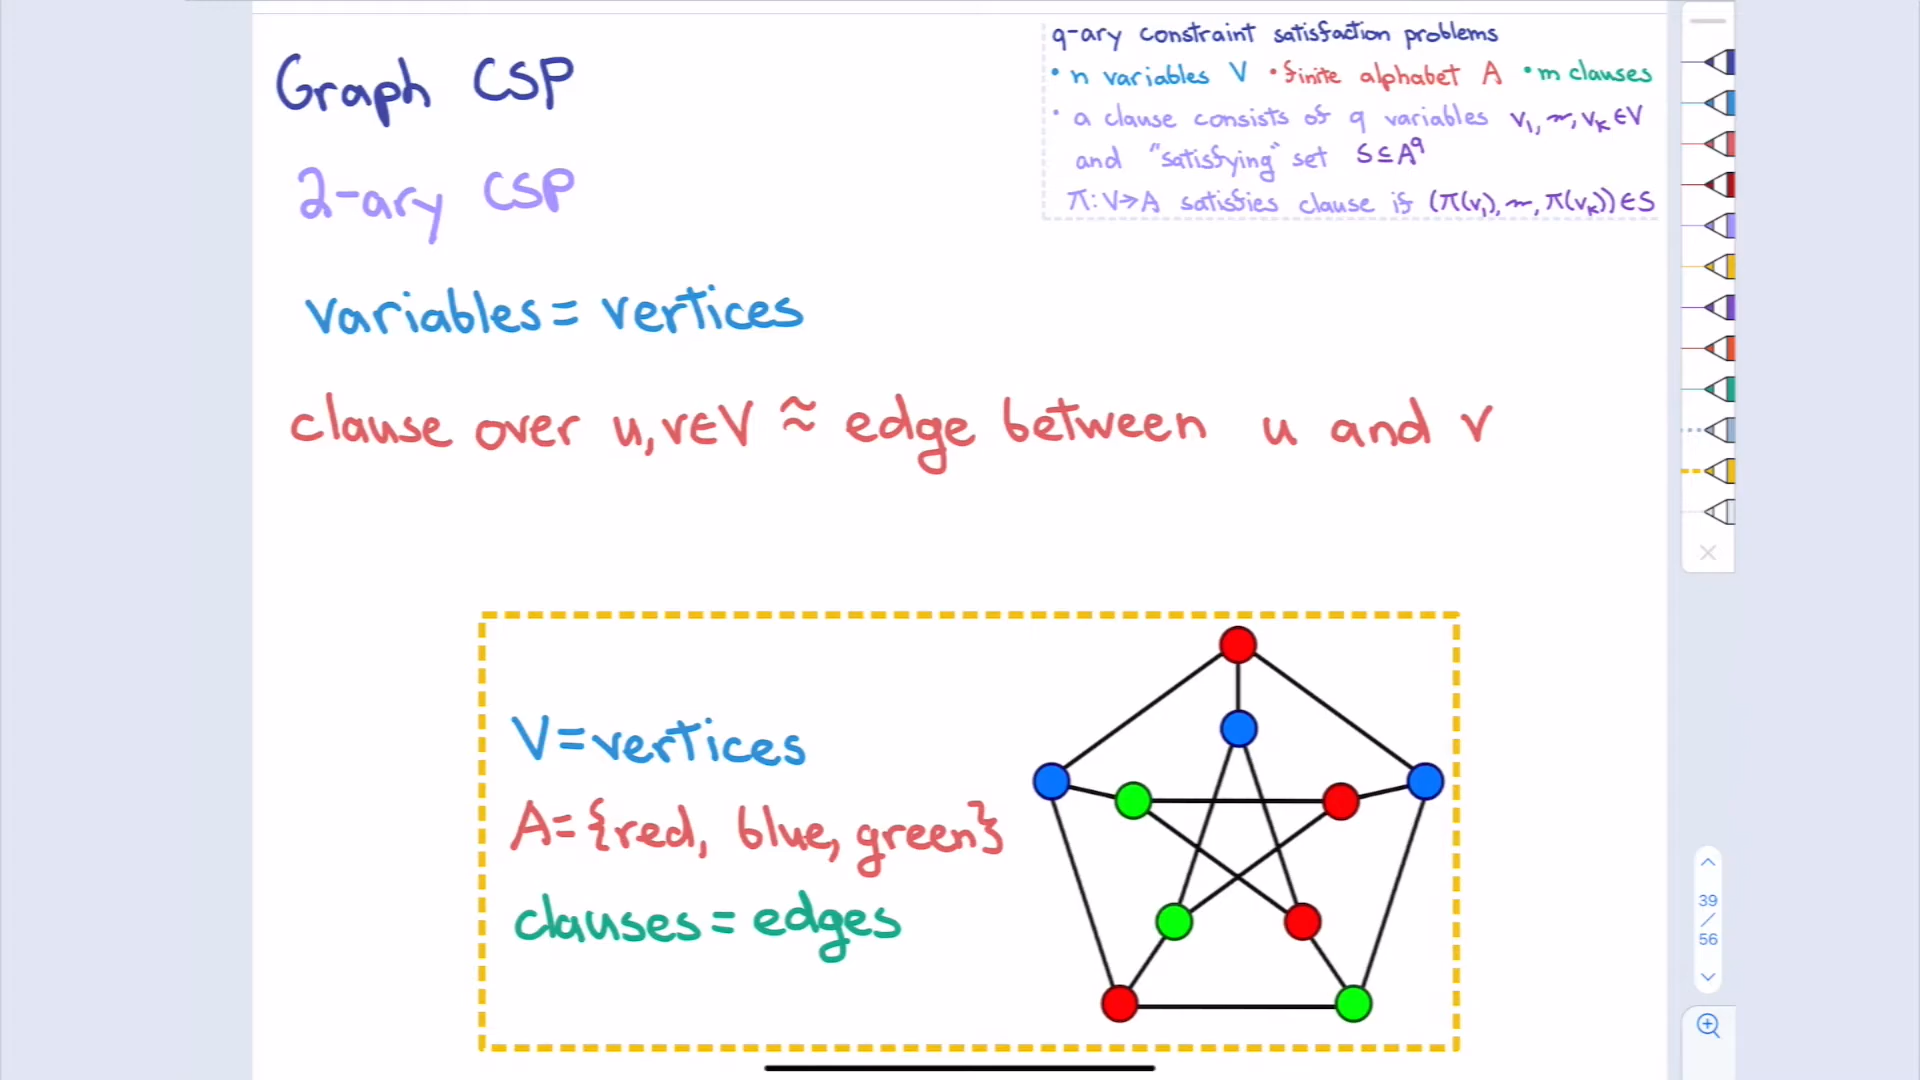 Graph CSP
2-ary CSP
q-ary constraint satisfaction problems
• n variables V • finite alphabet A • m clauses
• a clause consists of q variables v₁, ~, vₖ ∈ V
and "satisfying" set S ⊆ A^q
π: V → A satisfies clause if (π(v₁), ~, π(vₖ)) ∈ S
variables = vertices
clause over u, v ∈ V ≈ edge between u and v
V = vertices
A = {red, blue, green}
clauses = edges
39
/
56